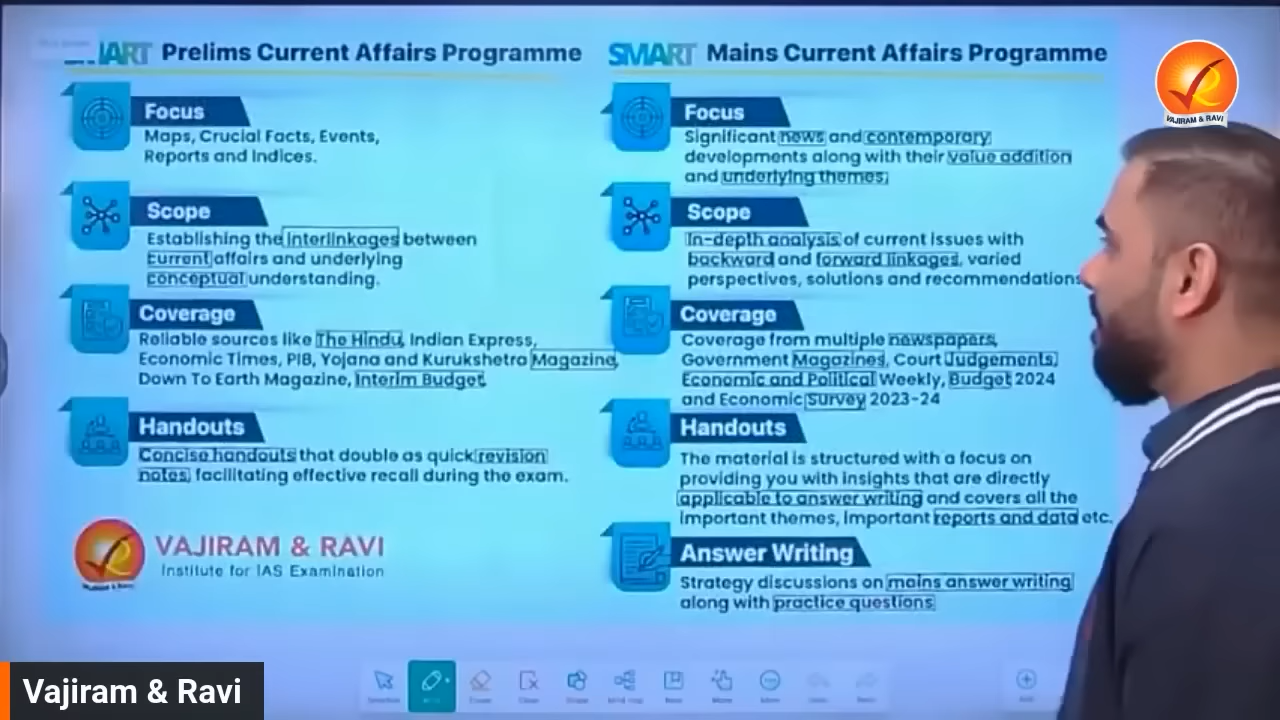 SMART Prelims Current Affairs Programme
Focus
Maps, Crucial Facts, Events,
Reports and Indices.
Scope
Establishing the interlinkages between
current affairs and underlying
conceptual understanding.
Coverage
Reliable sources like The Hindu, Indian Express,
Economic Times, PIB, Yojana and Kurukshetra Magazine,
Down To Earth Magazine, Interim Budget,
Handouts
Concise handouts that double as quick revision
notes, facilitating effective recall during the exam.
VAJIRAM & RAVI
Institute for IAS Examination
SMART Mains Current Affairs Programme
Focus
Significant news and contemporary
developments along with their value addition
and underlying themes,
Scope
In-depth analysis of current issues with
backward and forward linkages, varied
perspectives, solutions and recommendations
Coverage
Coverage from multiple newspapers,
Government Magazines, Court Judgements,
Economic and Political Weekly, Budget 2024
and Economic Survey 2023-24
Handouts
The material is structured with a focus on
providing you with insights that are directly
applicable to answer writing and covers all the
important themes, important reports and data etc.
Answer Writing
Strategy discussions on mains answer writing
along with practice questions
VAJIRAM & RAVI
Vajiram & Ravi